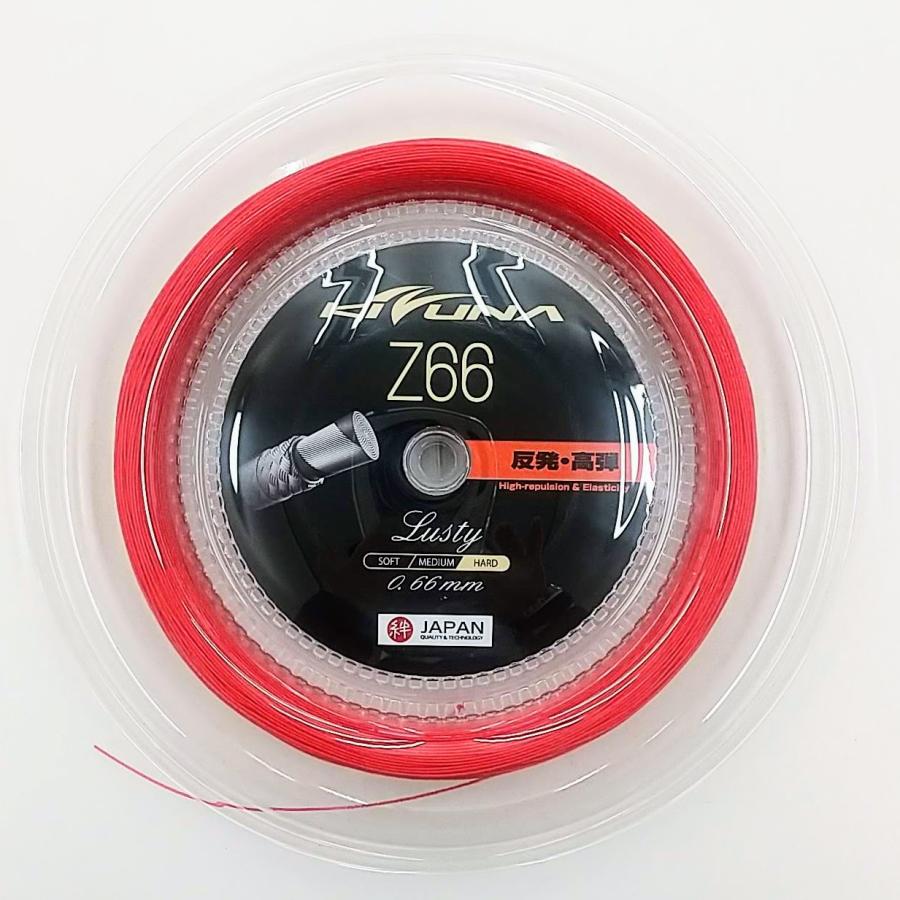 KIZUNA
Z66
反発・高弾
High-repulsion & Elasticity
Lusty
SOFT MEDIUM HARD
0.66mm
絆 JAPAN
QUALITY & TECHNOLOGY